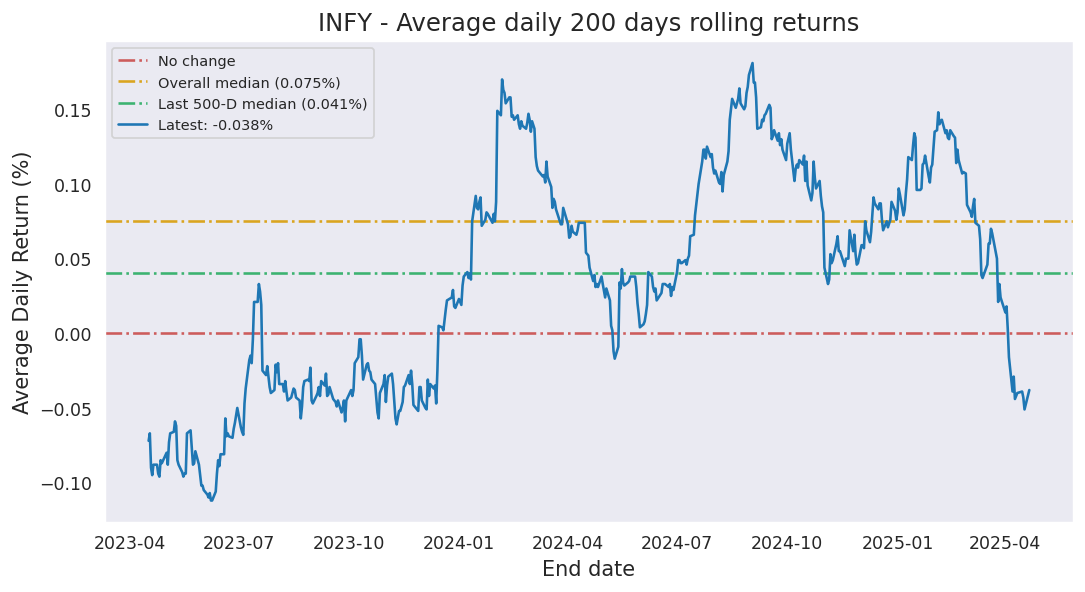 INFY - Average daily 200 days rolling returns
No change
Overall median (0.075%)
Last 500-D median (0.041%)
Latest: -0.038%
Average Daily Return (%)
0.15
0.10
0.05
0.00
−0.05
−0.10
2023-04 2023-07 2023-10 2024-01 2024-04 2024-07 2024-10 2025-01 2025-04
End date